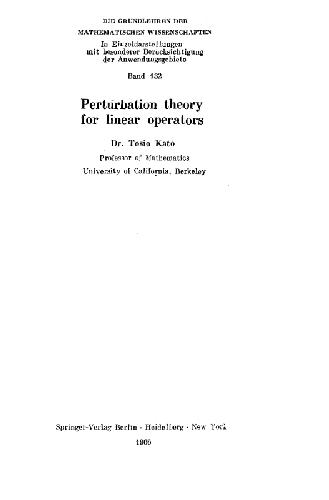 DIE GRUNDLEHREN DER
MATHEMATISCHEN WISSENSCHAFTEN
In Einzeldarstellungen
mit besonderer Berücksichtigung
der Anwendungsgebiete
Band 132
Perturbation theory
for linear operators
Dr. Tosio Kato
Professor of Mathematics
University of California, Berkeley
Springer-Verlag Berlin · Heidelberg · New York
1966